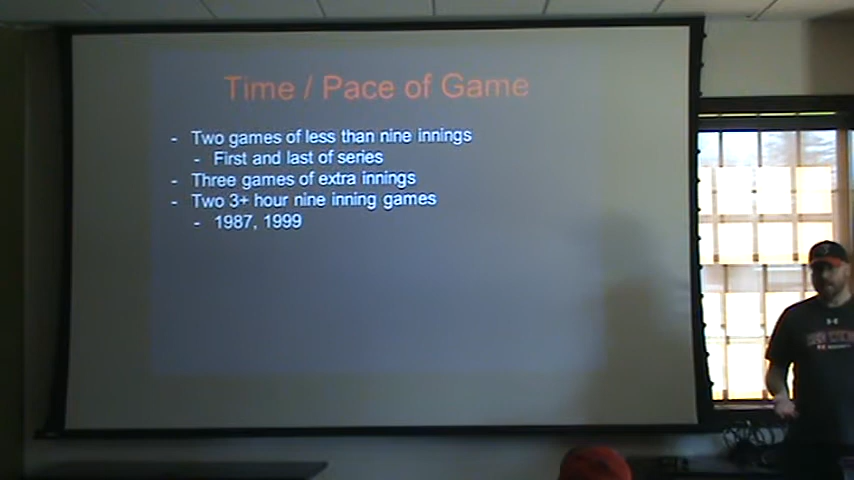 Time / Pace of Game
- Two games of less than nine innings
- First and last of series
- Three games of extra innings
- Two 3+ hour nine inning games
- 1987, 1999